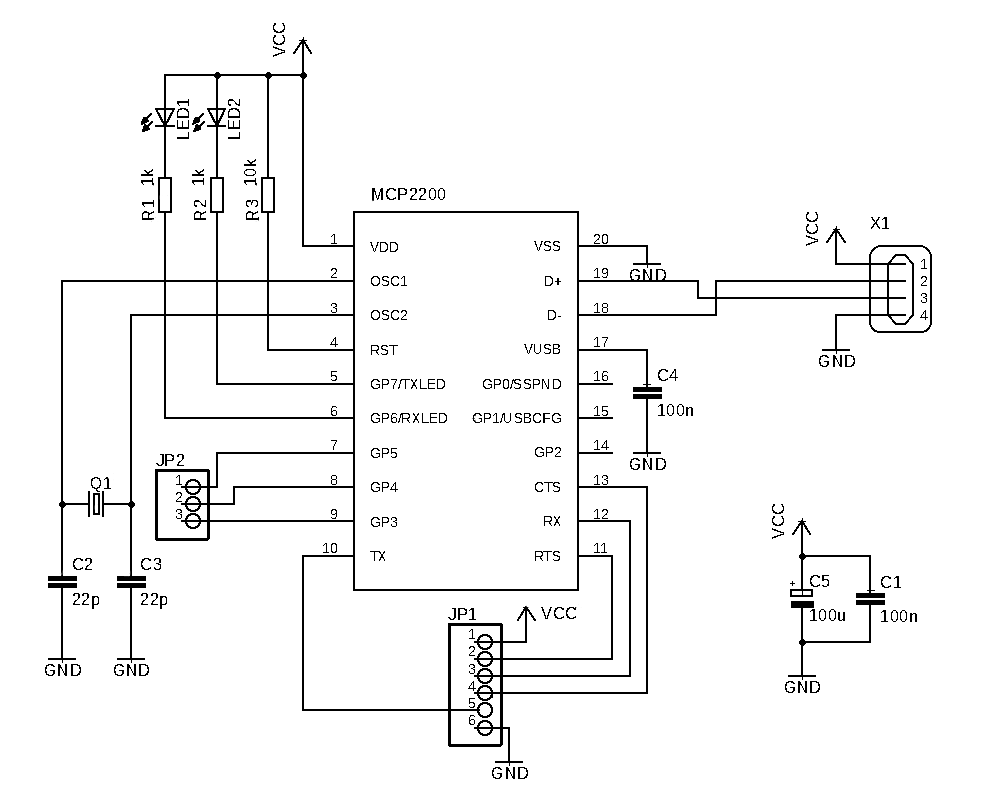 VCC
LED1
LED2
R1 1k
R2 1k
R3 10k
MCP2200
1 VDD
2 OSC1
3 OSC2
4 RST
5 GP7/TXLED
6 GP6/RXLED
7 GP5
8 GP4
9 GP3
10 TX
VSS 20
D+ 19
D- 18
VUSB 17
GP0/SSPND 16
GP1/USBCFG 15
GP2 14
CTS 13
RX 12
RTS 11
GND
VCC
X1
1
2
3
4
GND
C4
+
100n
GND
JP2
1
2
3
Q1
C2
22p
C3
22p
GND
GND
JP1
VCC
1
2
3
4
5
6
GND
VCC
+
C5
100u
+
C1
100n
GND